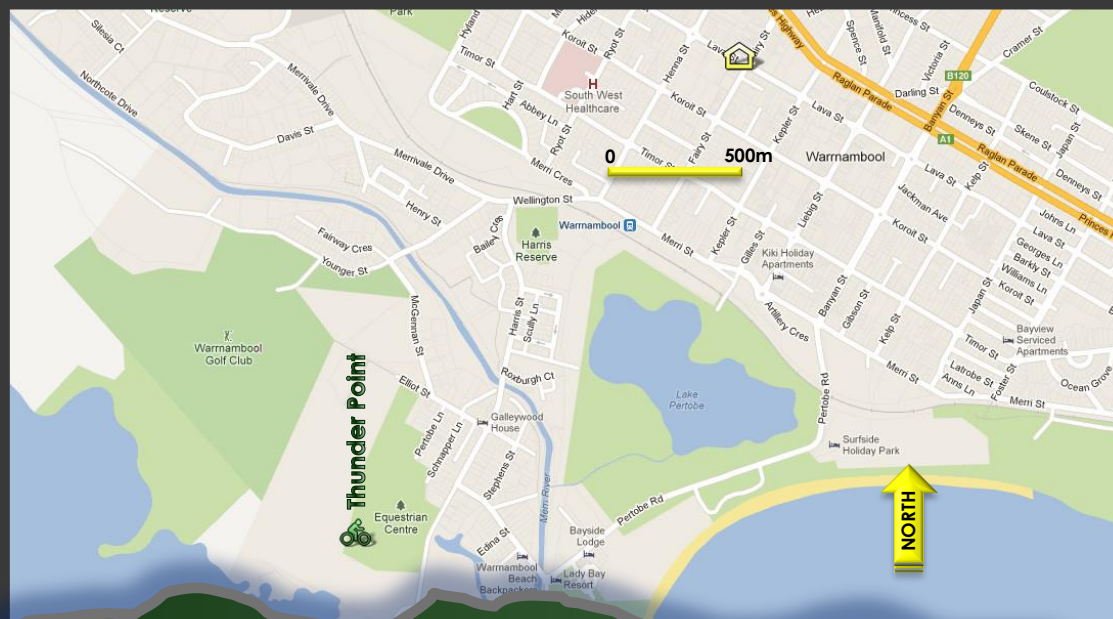 Reserve
Park
Silesia Ct
Northcote Drive
Merrivale Drive
Davis St
Merrivale Drive
Henry St
Fairway Cres
Younger St
McGennan St
Warrnambool
Golf Club
Thunder Point
Elliot St
Pertobe Ln
Schnapper Ln
Equestrian
Centre
Hyland
Timor St
Hart St
Abbey Ln
Koroit St
Ryot St
H
South West
Healthcare
Ryot St
Merri Cres
Wellington St
Bailey Cres
Harris
Reserve
Harris St
Scully Ln
Roxburgh Ct
Galleywood
House
Stephens St
Merri River
Edina St
Warrnambool
Beach
Backpackers
Bayside
Lodge
Lady Bay
Resort
Pertobe Rd
Henna St
Koroit St
Timor St
Fairy St
Kepler St
0
500m
Warrnambool
Merri St
Kepler St
Gilles St
Liebig St
Kiki Holiday
Apartments
Artillery Cres
Lake
Pertobe
Pertobe Rd
Banyan St
Gibson St
Kelp St
Merri St
Surfside
Holiday Park
NORTH
Highway
Raglan Parade
Lava St
Warrnambool
Spence St
Manifold St
Princess St
Darling St
Victoria St
B120
Cramer St
Coulstock St
Banyan St
A1
Denneys St
Skene St
Japan St
Raglan Parade
Denneys St
Lava St
Kelp St
Jackman Ave
Koroit St
Johns Ln
Lava St
Georges Ln
Barkly St
Williams Ln
Koroit St
Japan St
Bayview
Serviced
Apartments
Timor St
Latrobe St
Anns Ln
Foster St
Ocean Grove
Merri St